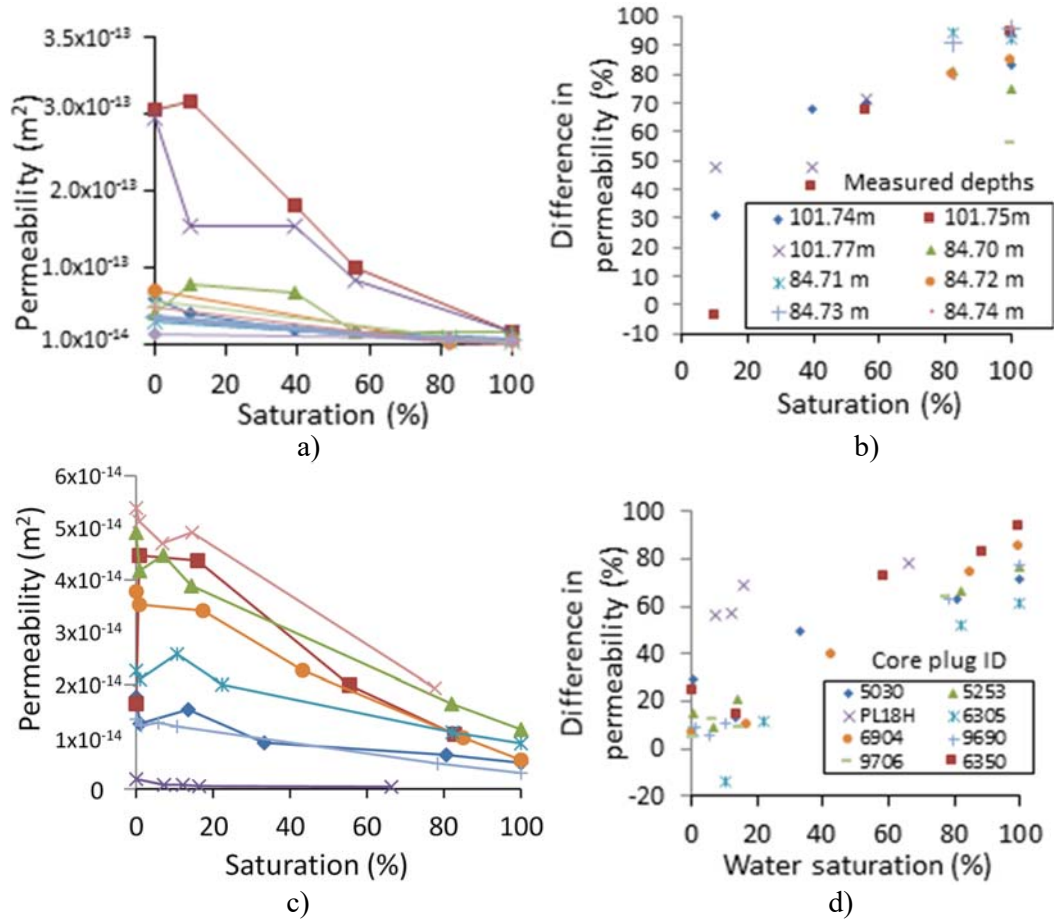 3.5x10⁻¹³
3.0x10⁻¹³
2.0x10⁻¹³
1.0x10⁻¹³
1.0x10⁻¹⁴
Permeability (m²)
0 20 40 60 80 100
Saturation (%)
a)
100
90
80
70
60
50
40
30
20
10
0
-10
Difference in
permeability (%)
Measured depths
101.74m 101.75m
101.77m 84.70 m
84.71 m 84.72 m
84.73 m 84.74 m
0 20 40 60 80 100
Saturation (%)
b)
6x10⁻¹⁴
5x10⁻¹⁴
4x10⁻¹⁴
3x10⁻¹⁴
2x10⁻¹⁴
1x10⁻¹⁴
0
Permeability (m²)
0 20 40 60 80 100
Saturation (%)
c)
100
80
60
40
20
0
-20
Difference in
permeability (%)
Core plug ID
5030 5253
PL18H 6305
6904 9690
9706 6350
0 20 40 60 80 100
Water saturation (%)
d)